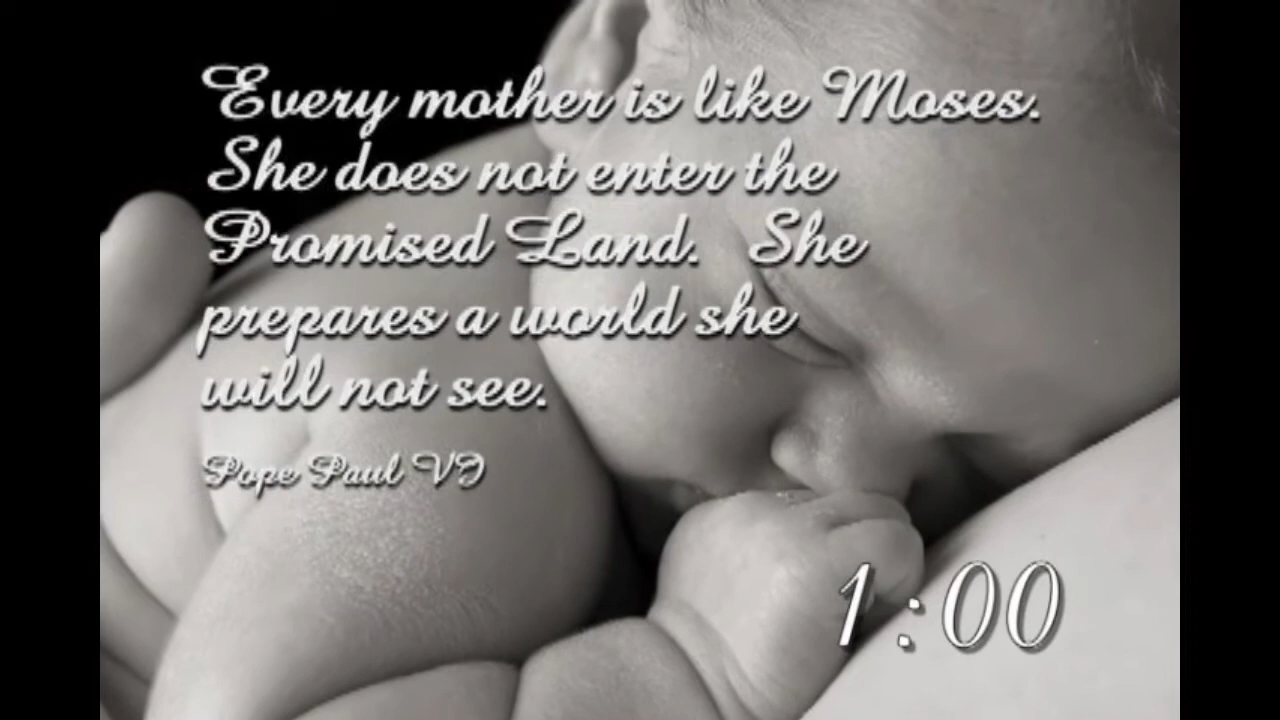 Every mother is like Moses.
She does not enter the
Promised Land. She
prepares a world she
will not see.
Pope Paul VI
1:00